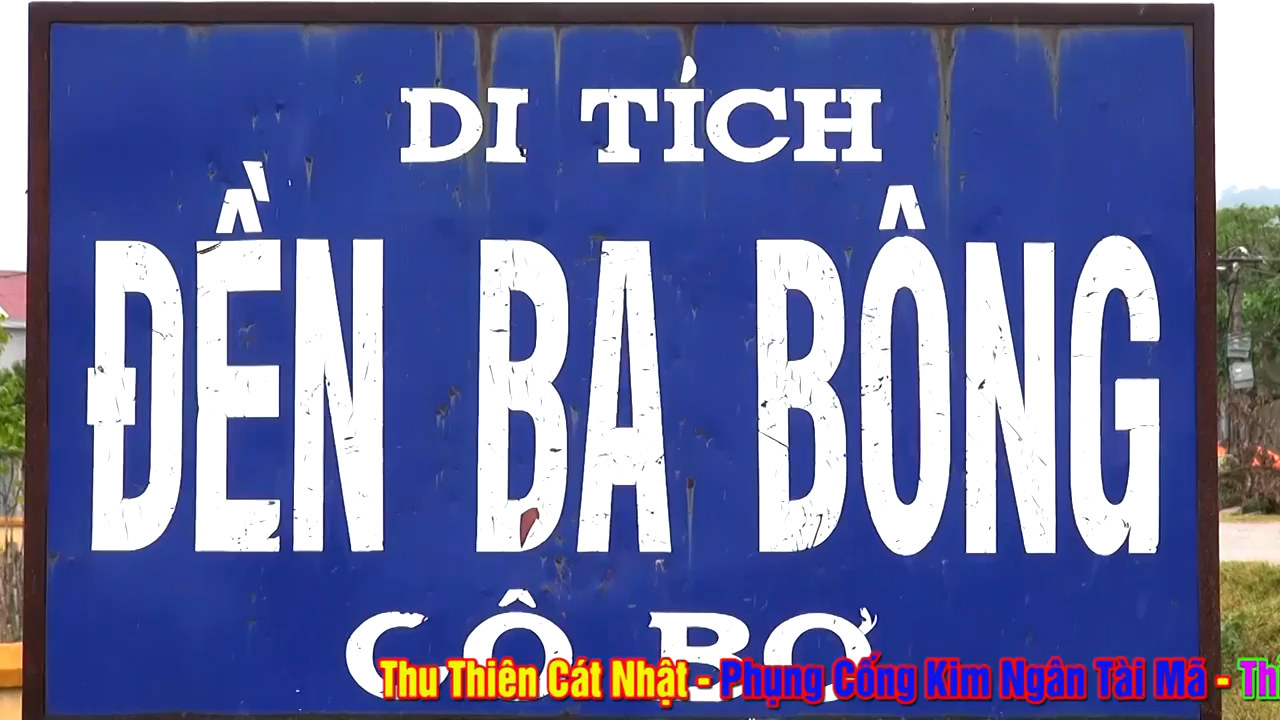 DI TÍCH
ĐỀN BA BÔNG
CÔ BƠ
Thu Thiên Cát Nhật - Phụng Cống Kim Ngân Tài Mã -